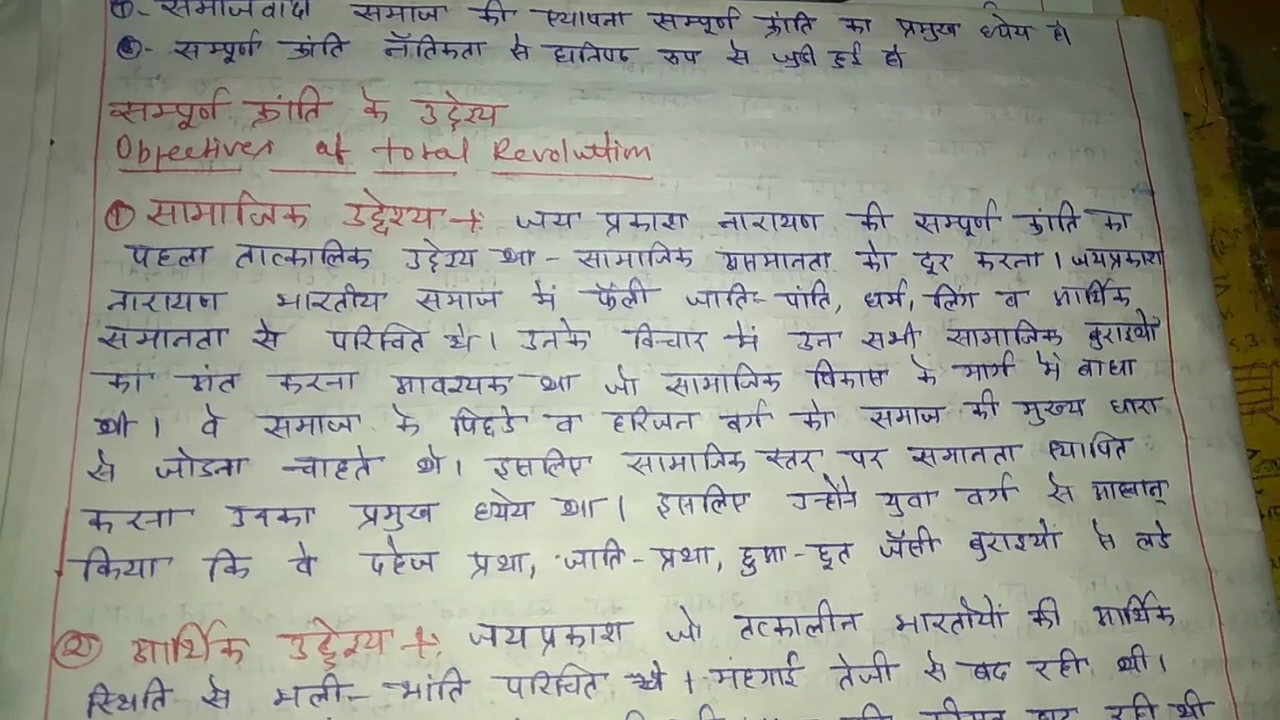 - समाजवादी समाज की स्थापना सम्पूर्ण क्रांति का प्रमुख ध्येय है।
- सम्पूर्ण क्रांति नैतिकता से घनिष्ठ रूप से जुडी हुई है।
सम्पूर्ण क्रांति के उद्देश्य
Objectives of total Revolution
① सामाजिक उद्देश्य ÷ जय प्रकाश नारायण की सम्पूर्ण क्रांति का
पहला तात्कालिक उद्देश्य था - सामाजिक असमानता को दूर करना। जयप्रकाश
नारायण भारतीय समाज में फैली जाति- पांति, धर्म, लिंग व आर्थिक
समानता से परिचित थे। उनके विचार में उन सभी सामाजिक बुराइयों
का अंत करना आवश्यक था जो सामाजिक विकास के मार्ग में बाधा
थी। वे समाज के पिछडे व हरिजन वर्ग को समाज की मुख्य धारा
से जोडना चाहते थे। इसलिए सामाजिक स्तर पर समानता स्थापित
करना उनका प्रमुख ध्येय था। इसलिए उन्होंने युवा वर्ग से आह्वान्
किया कि वे दहेज प्रथा, जाति-प्रथा, छुआ-छूत जैसी बुराइयों से लडे
② आर्थिक उद्देश्य ÷ जयप्रकाश जी तत्कालीन भारतीयों की आर्थिक
स्थिति से भली- भांति परिचित थे। मंहगाई तेजी से बढ रही थी।
रही थी